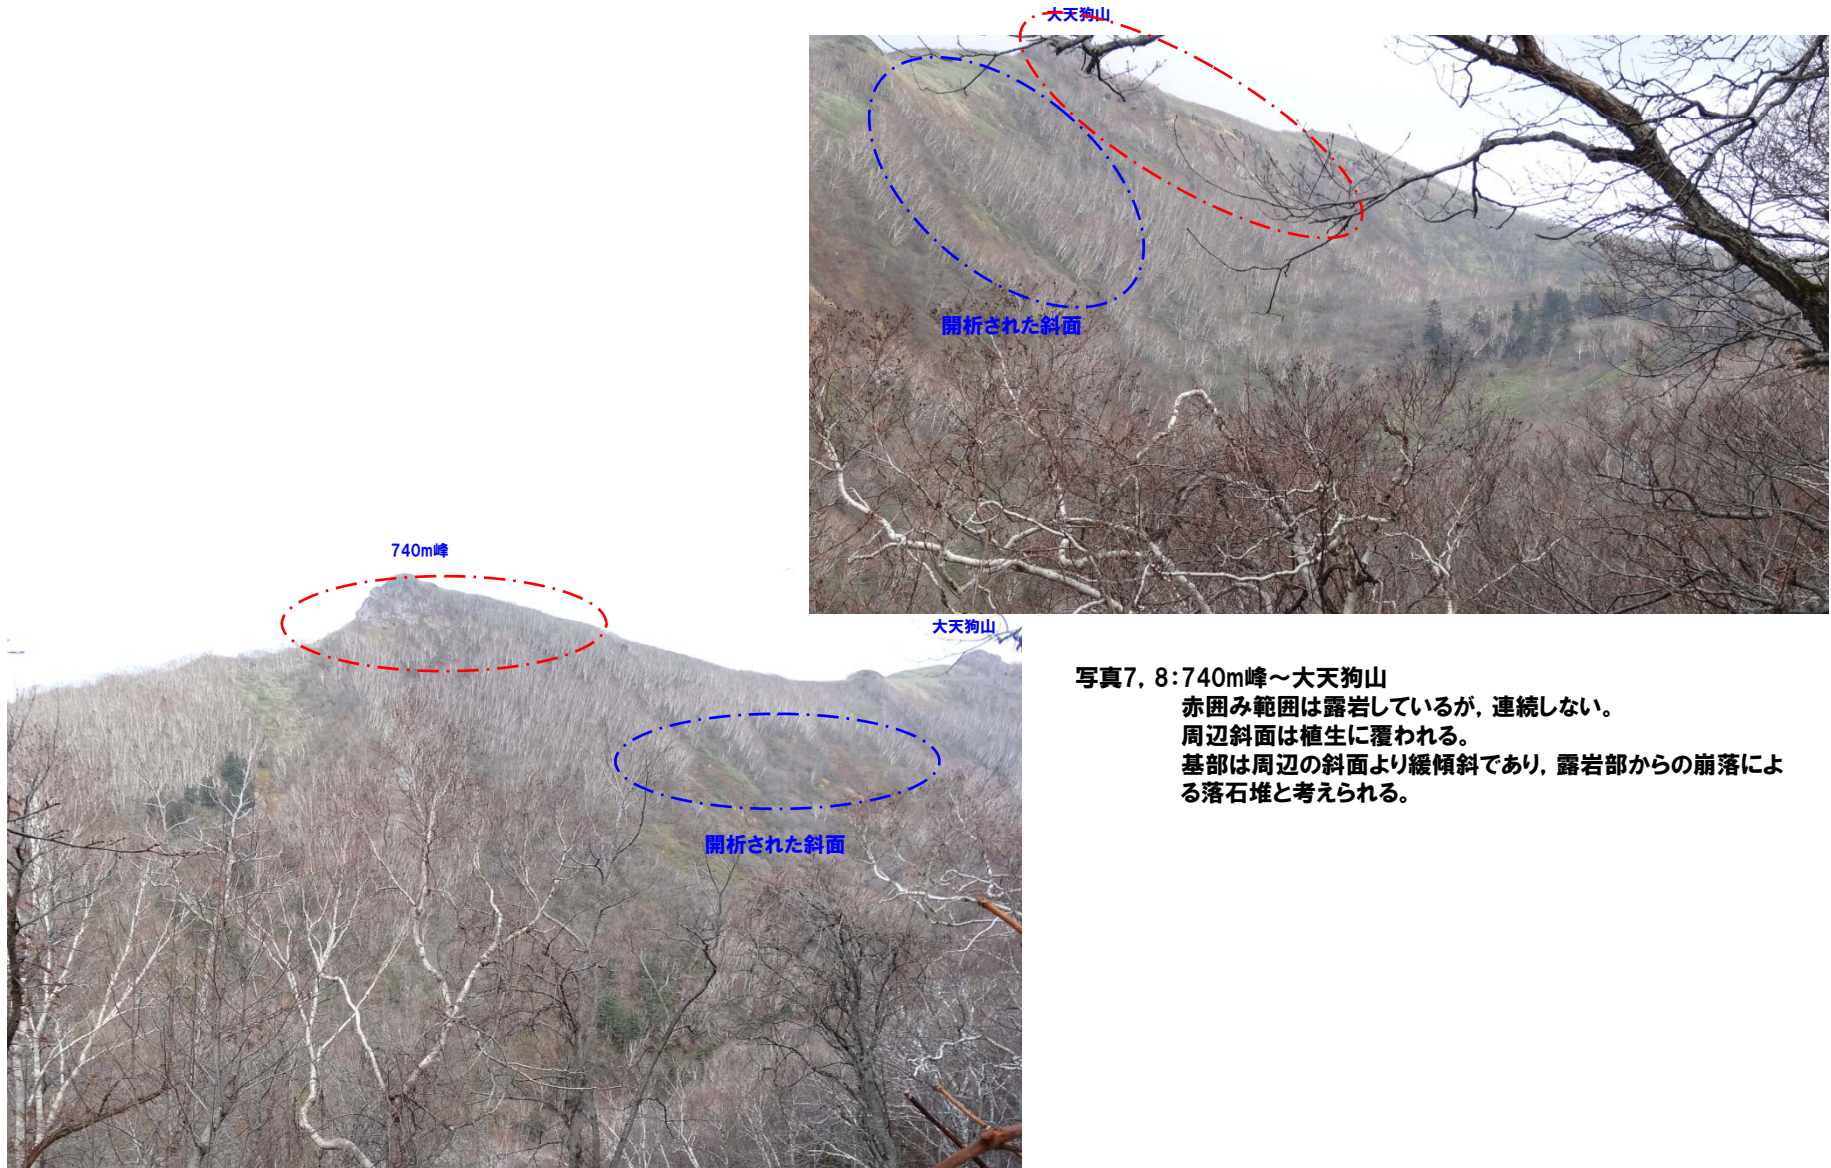 大天狗山
開析された斜面
740m峰
大天狗山
開析された斜面
写真7, 8:740m峰～大天狗山
赤囲み範囲は露岩しているが, 連続しない。
周辺斜面は植生に覆われる。
基部は周辺の斜面より緩傾斜であり, 露岩部からの崩落によ
る落石堆と考えられる。